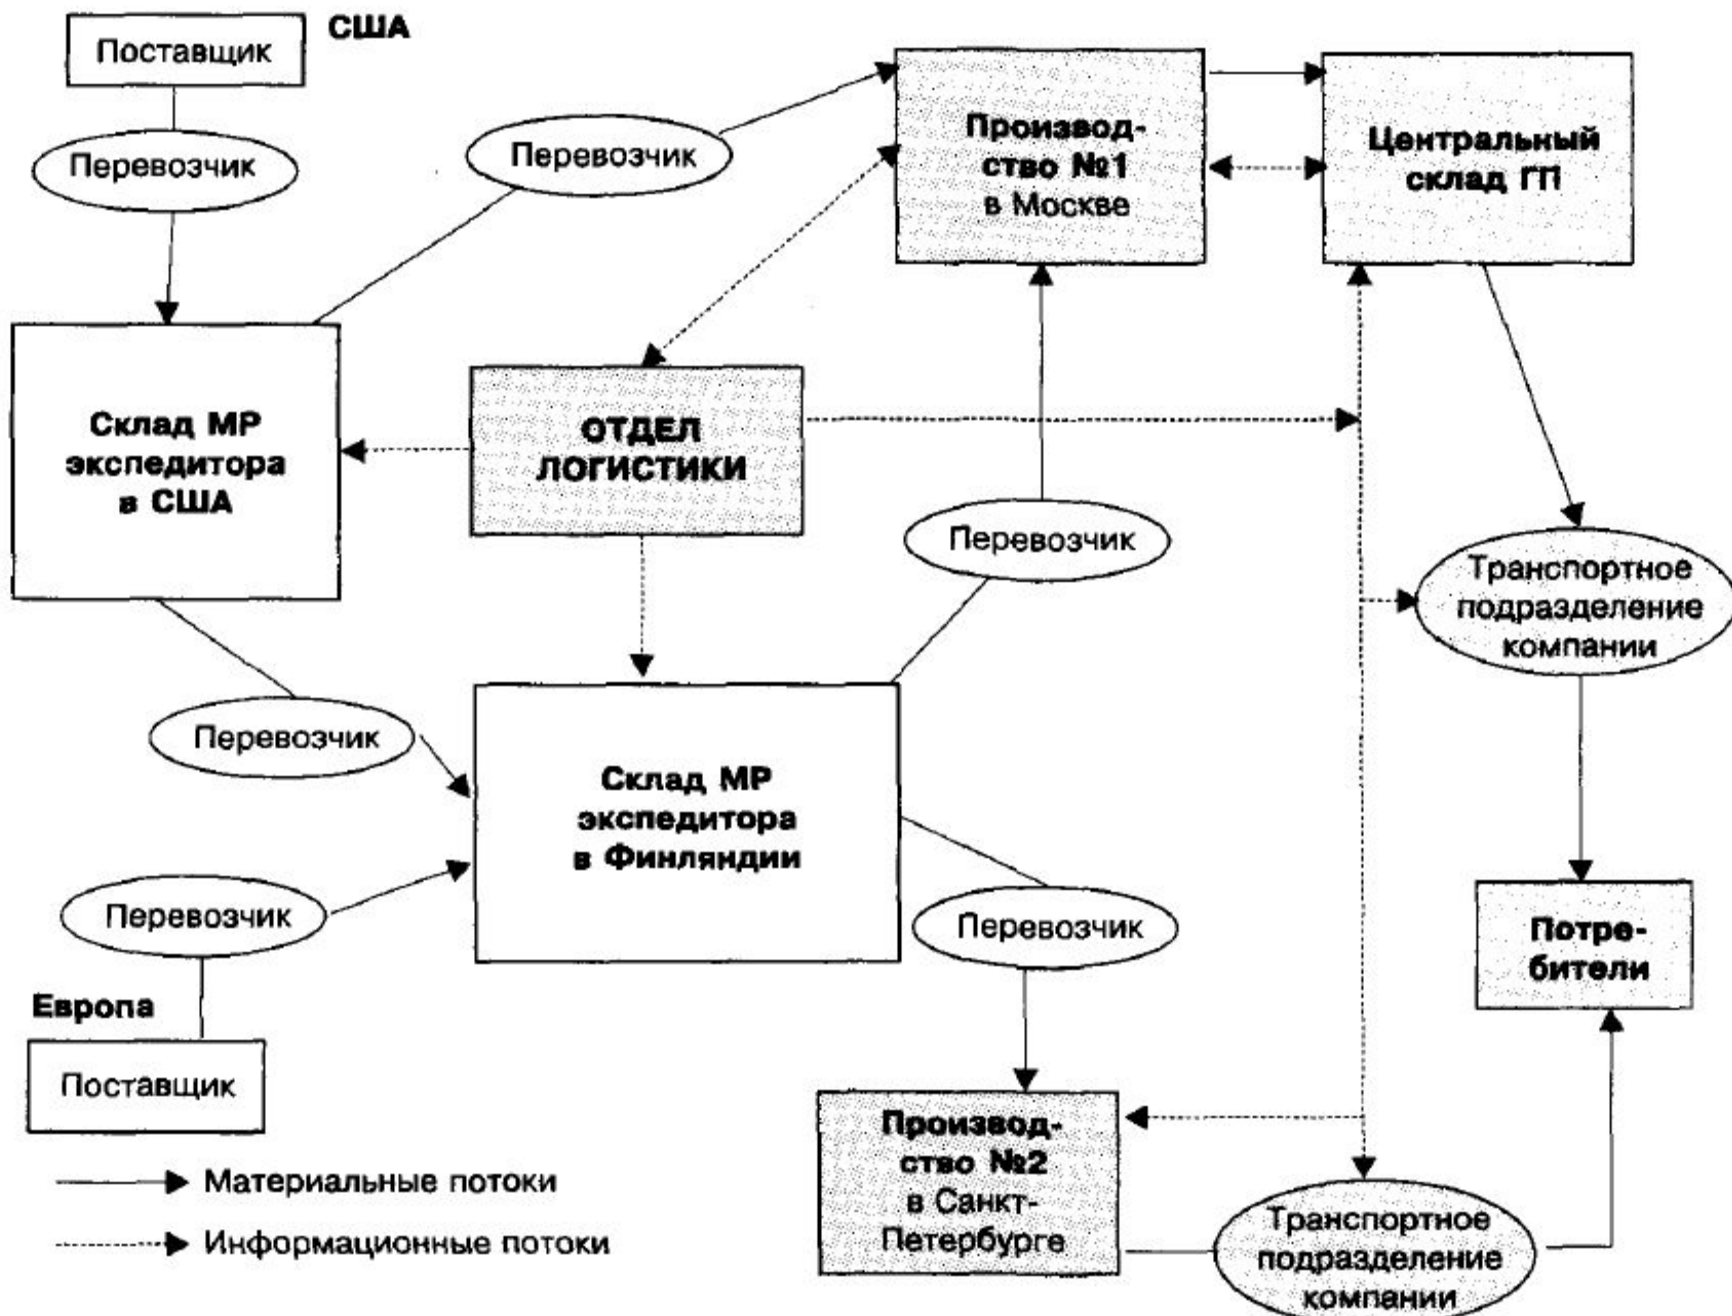 США
Поставщик
Перевозчик
Перевозчик
Производ-
ство №1
в Москве
Центральный
склад ГП
Склад МР
экспедитора
в США
ОТДЕЛ
ЛОГИСТИКИ
Перевозчик
Транспортное
подразделение
компании
Перевозчик
Склад МР
экспедитора
в Финляндии
Перевозчик
Перевозчик
Потре-
бители
Европа
Поставщик
Производ-
ство №2
в Санкт-
Петербурге
Транспортное
подразделение
компании
Материальные потоки
Информационные потоки